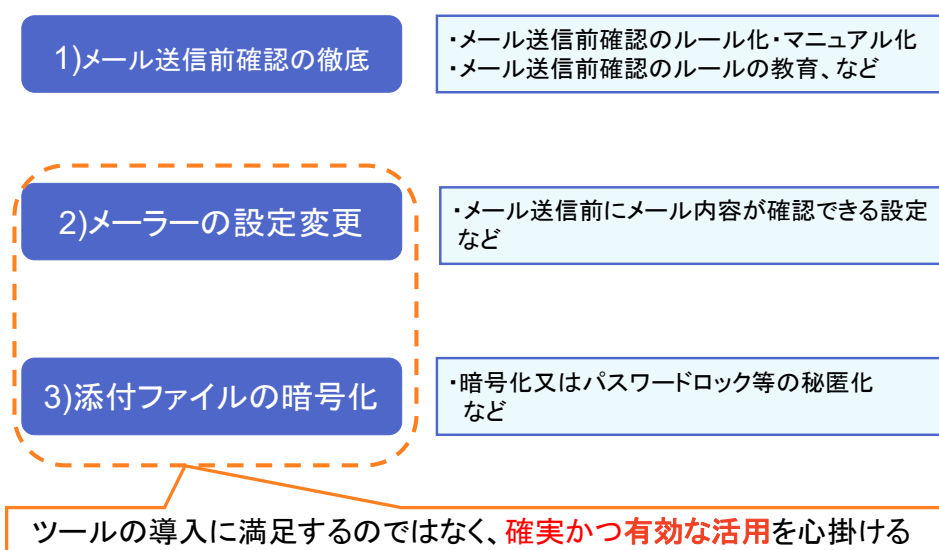 1)メール送信前確認の徹底
・メール送信前確認のルール化・マニュアル化
・メール送信前確認のルールの教育、など
2)メーラーの設定変更
・メール送信前にメール内容が確認できる設定
など
3)添付ファイルの暗号化
・暗号化又はパスワードロック等の秘匿化
など
ツールの導入に満足するのではなく、確実かつ有効な活用を心掛ける